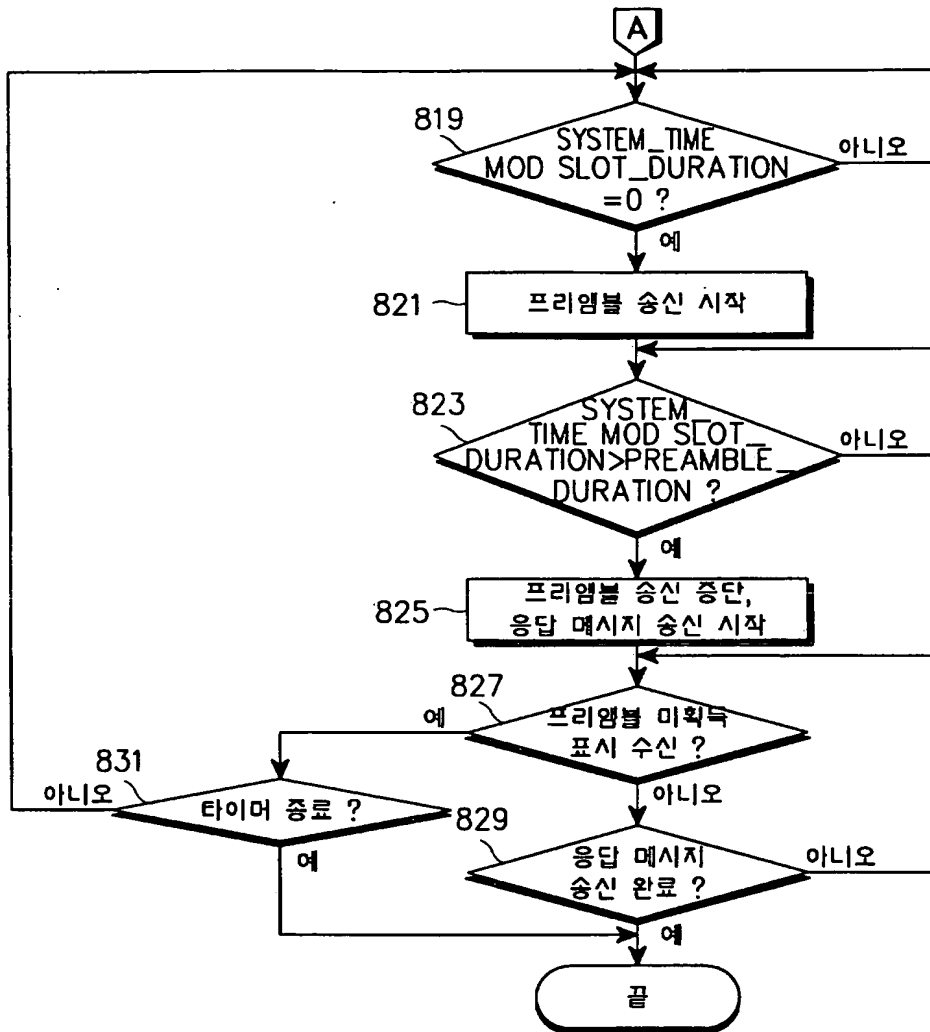 A
819
SYSTEM_TIME
MOD SLOT_DURATION
=0 ?
아니오
예
821
프리앰블 송신 시작
823
SYSTEM_
TIME MOD SLOT_
DURATION>PREAMBLE_
DURATION ?
아니오
예
825
프리앰블 송신 중단,
응답 메시지 송신 시작
827
프리앰블 미획득
표시 수신 ?
예
아니오
831
타이머 종료 ?
아니오
예
829
응답 메시지
송신 완료 ?
아니오
예
끝